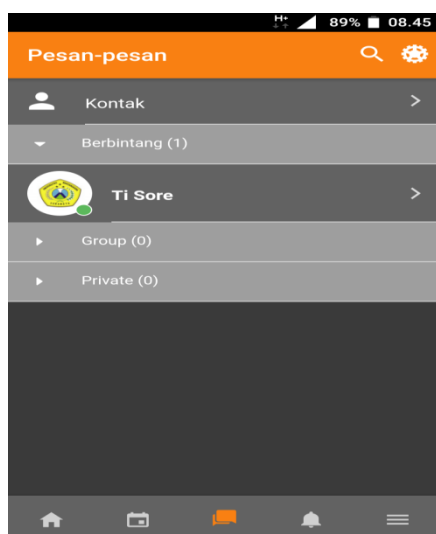 H+ 89% 08.45
Pesan-pesan
Kontak
Berbintang (1)
Ti Sore
Group (0)
Private (0)